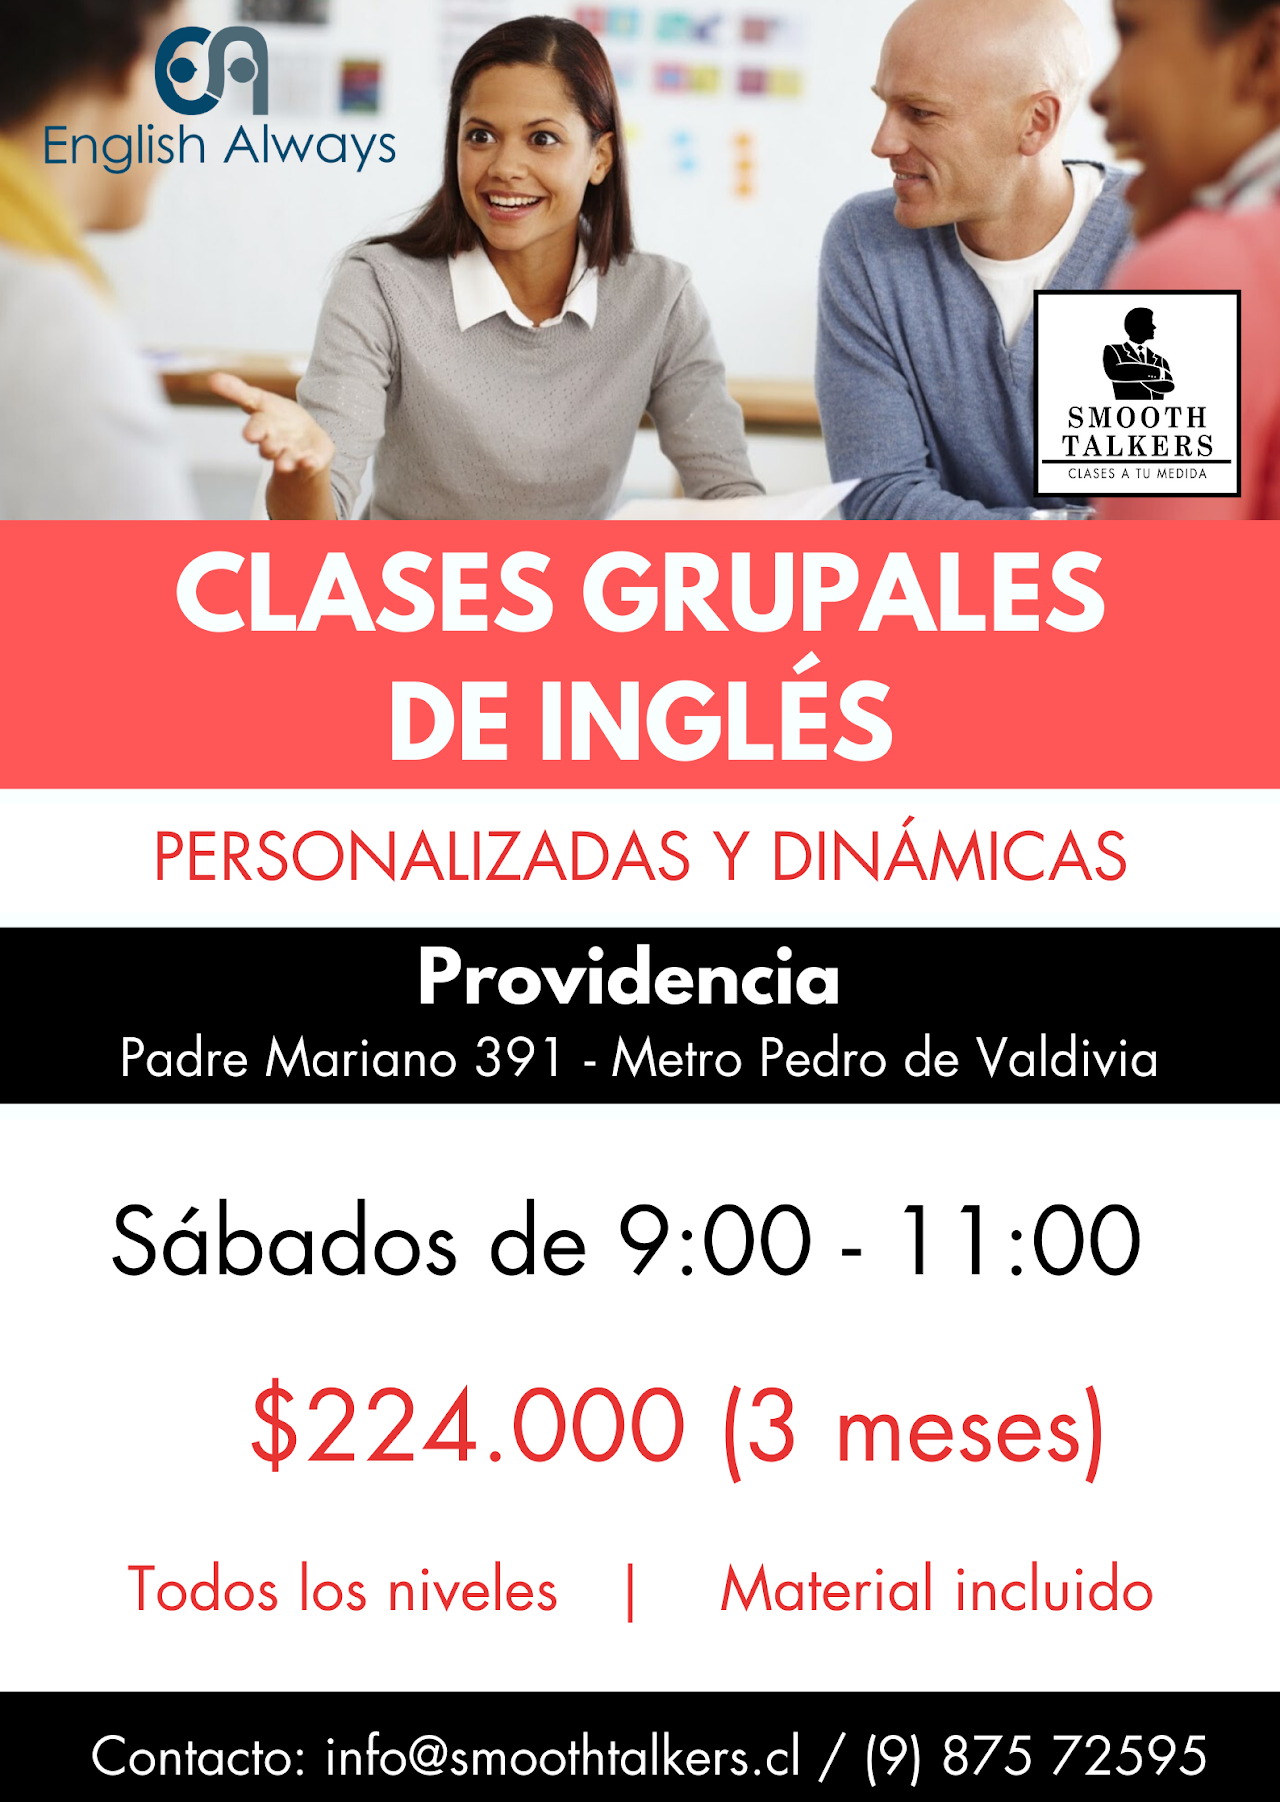 EA
English Always
SMOOTH
TALKERS
CLASES A TU MEDIDA
CLASES GRUPALES
DE INGLÉS
PERSONALIZADAS Y DINÁMICAS
Providencia
Padre Mariano 391 - Metro Pedro de Valdivia
Sábados de 9:00 - 11:00
$224.000 (3 meses)
Todos los niveles | Material incluido
Contacto: info@smoothtalkers.cl / (9) 875 72595